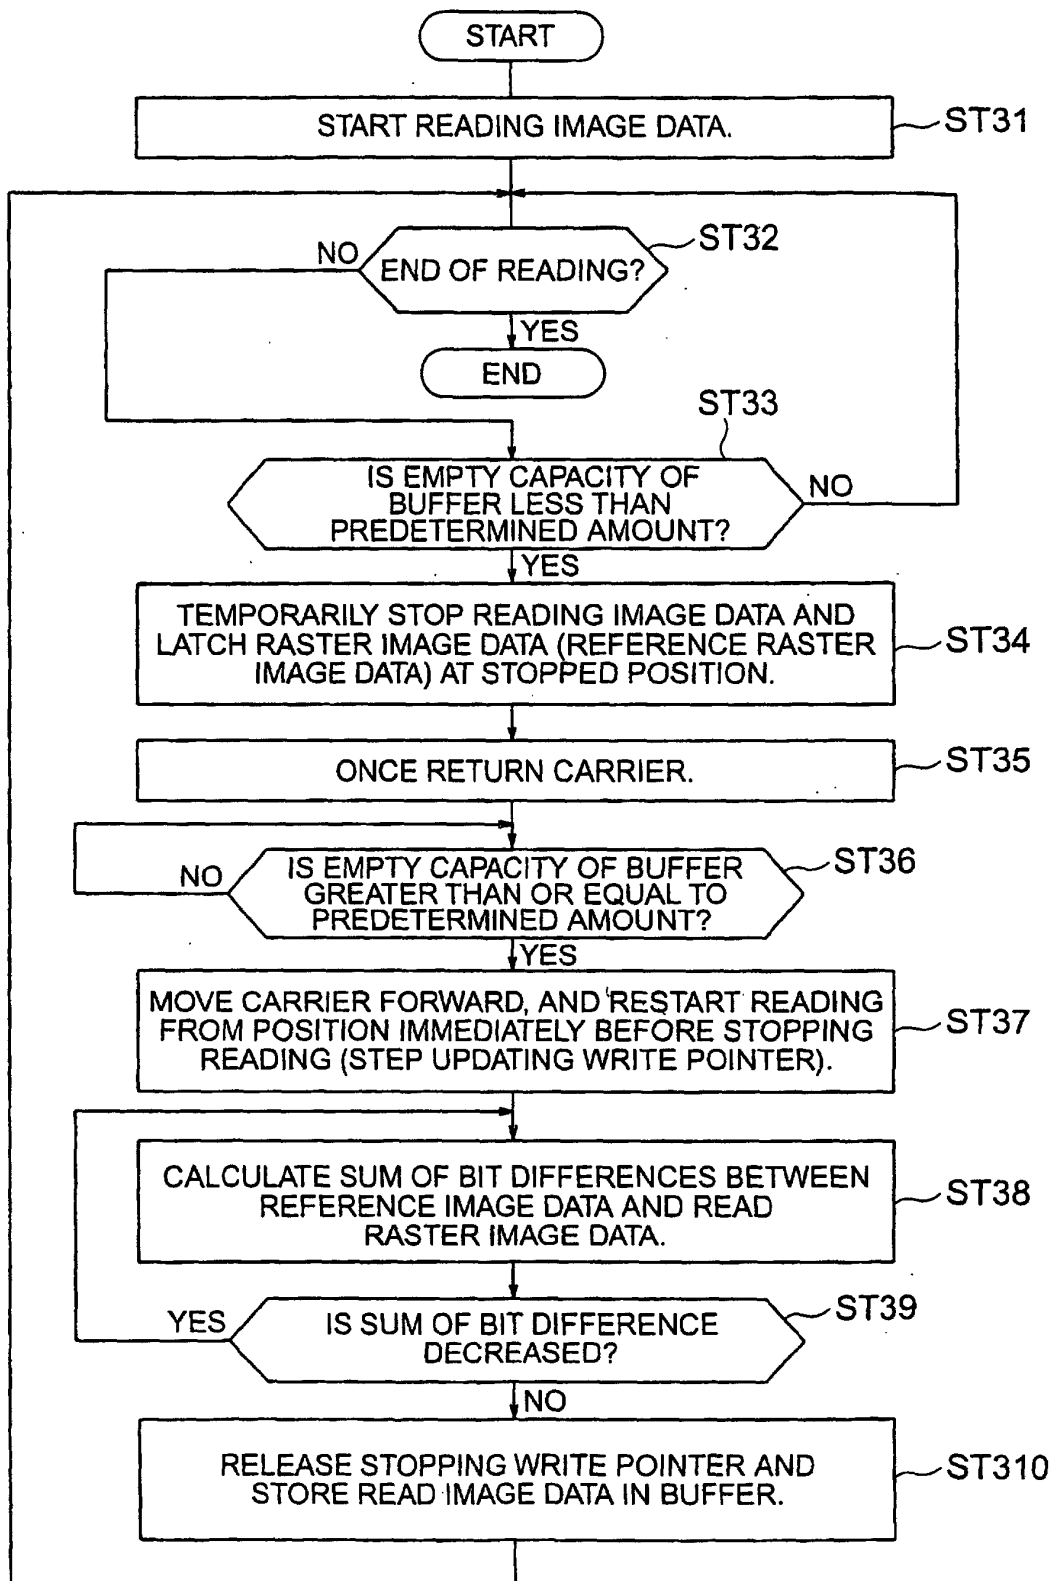 START
START READING IMAGE DATA.
ST31
ST32
NO
END OF READING?
YES
END
ST33
IS EMPTY CAPACITY OF
BUFFER LESS THAN
PREDETERMINED AMOUNT?
NO
YES
TEMPORARILY STOP READING IMAGE DATA AND
LATCH RASTER IMAGE DATA (REFERENCE RASTER
IMAGE DATA) AT STOPPED POSITION.
ST34
ONCE RETURN CARRIER.
ST35
IS EMPTY CAPACITY OF BUFFER
GREATER THAN OR EQUAL TO
PREDETERMINED AMOUNT?
ST36
NO
YES
MOVE CARRIER FORWARD, AND RESTART READING
FROM POSITION IMMEDIATELY BEFORE STOPPING
READING (STEP UPDATING WRITE POINTER).
ST37
CALCULATE SUM OF BIT DIFFERENCES BETWEEN
REFERENCE IMAGE DATA AND READ
RASTER IMAGE DATA.
ST38
YES
IS SUM OF BIT DIFFERENCE
DECREASED?
ST39
NO
RELEASE STOPPING WRITE POINTER AND
STORE READ IMAGE DATA IN BUFFER.
ST310